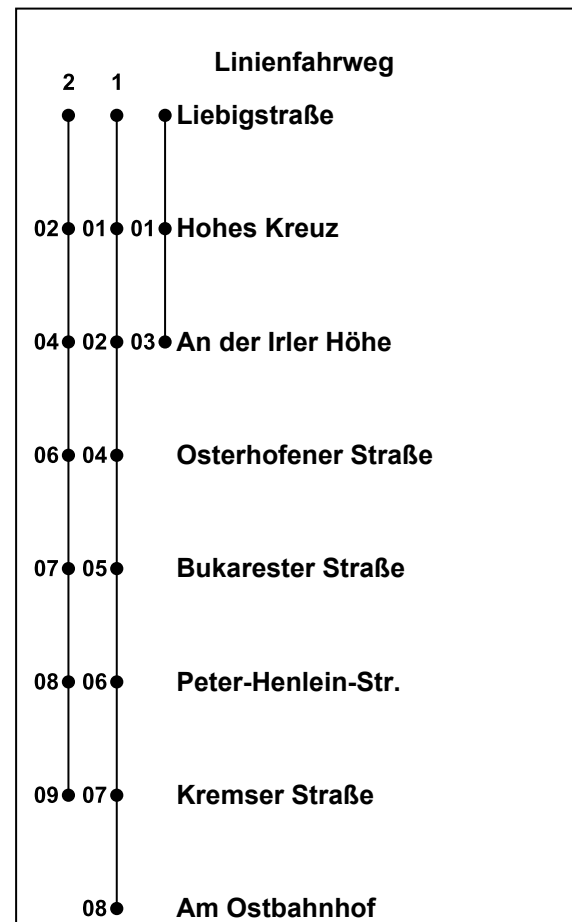 Linienfahrweg
2 1
Liebigstraße
02 01 01 Hohes Kreuz
04 02 03 An der Irler Höhe
06 04 Osterhofener Straße
07 05 Bukarester Straße
08 06 Peter-Henlein-Str.
09 07 Kremser Straße
08 Am Ostbahnhof